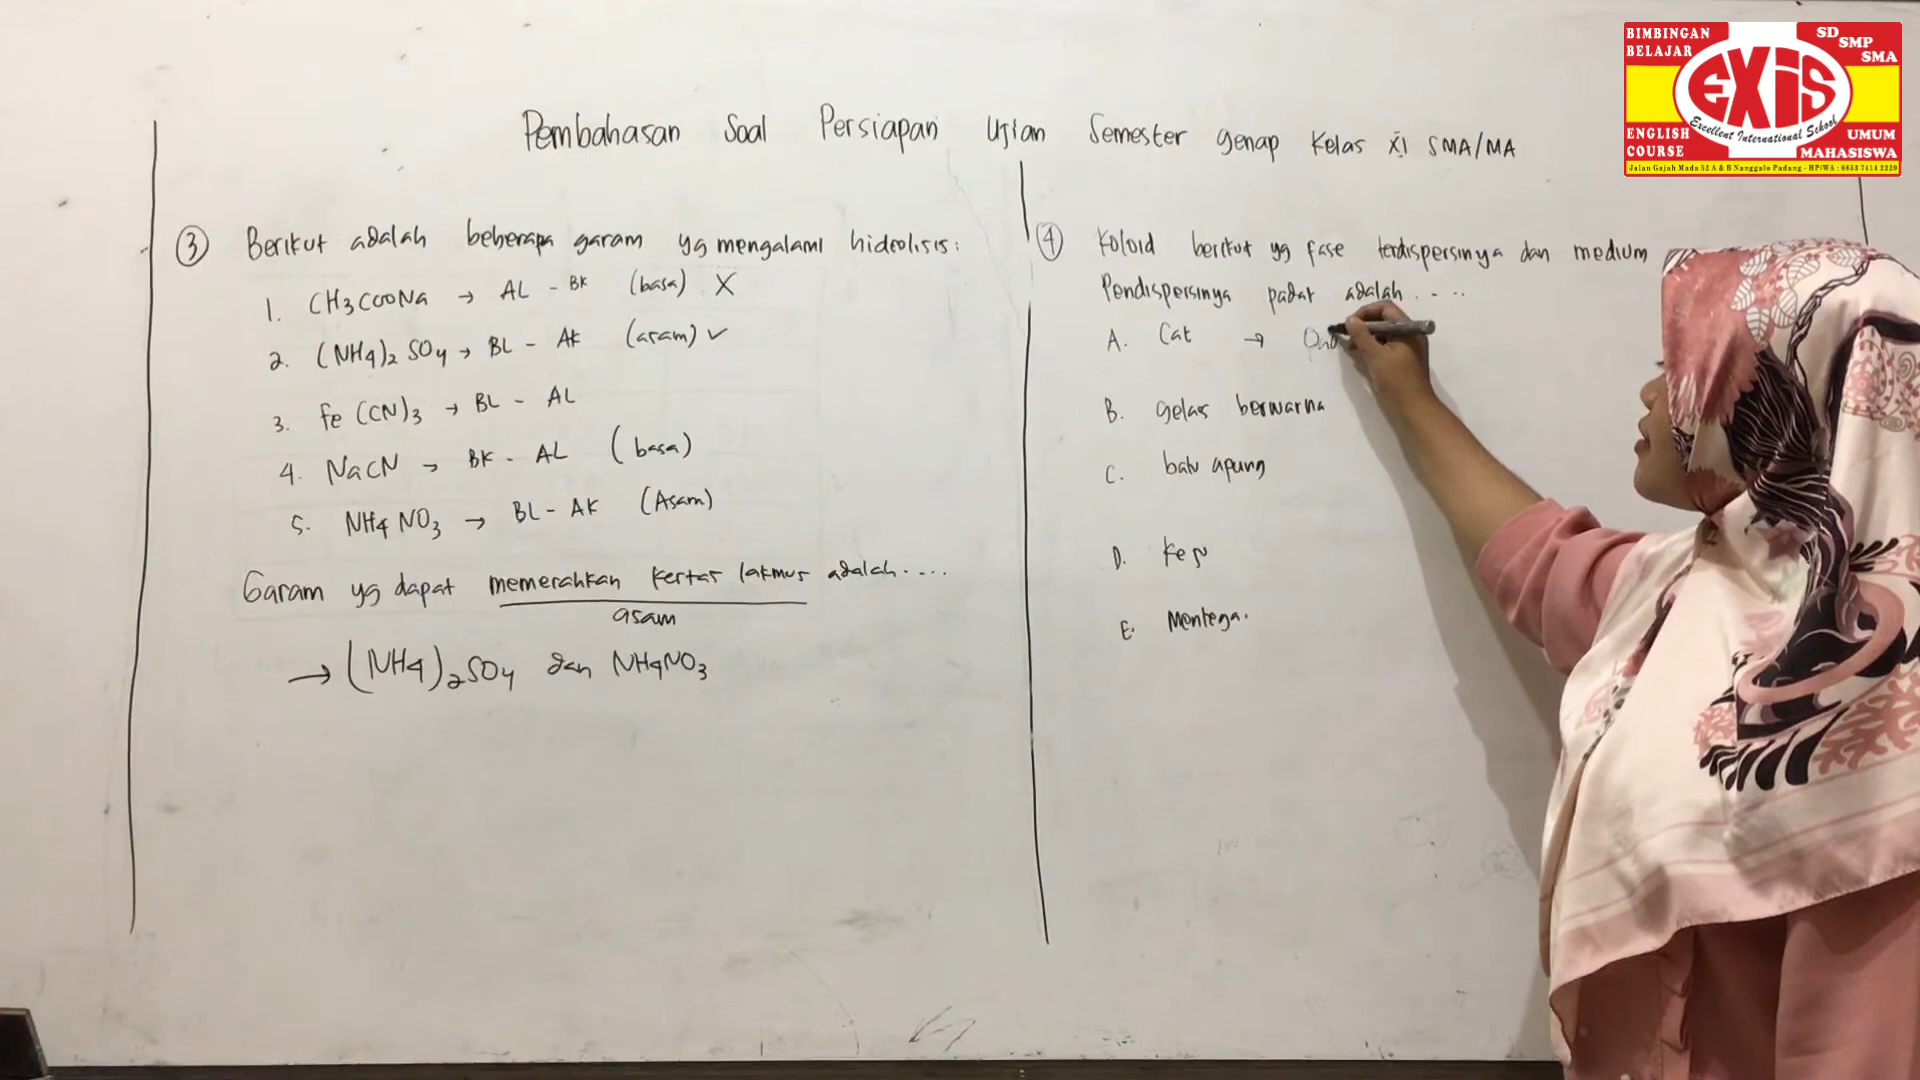 BIMBINGAN BELAJAR
SD SMP SMA
EXIS
Excellent International School
ENGLISH COURSE
UMUM MAHASISWA
Jalan Gajah Mada 52 A & B Nanggalo Padang - HP/WA : 0853 7414 2229
Pembahasan Soal Persiapan Ujian Semester genap Kelas XI SMA/MA
3 Berikut adalah beberapa garam yg mengalami hideolisis:
1. CH3COONa → AL - BK (basa) X
2. (NH4)2 SO4 → BL - AK (asam) ✓
3. Fe (CN)3 → BL - AL
4. NaCN → BK - AL (basa)
5. NH4 NO3 → BL - AK (Asam)
Garam yg dapat memerahkan kertas lakmus adalah....
asam
→ (NH4)2SO4 dan NH4NO3
4 Koloid berikut yg fase terdispersinya dan medium
Pendispersinya padat adalah ....
A. Cat →
B. gelas berwarna
C. batu apung
D. Keju
E. Mentega.